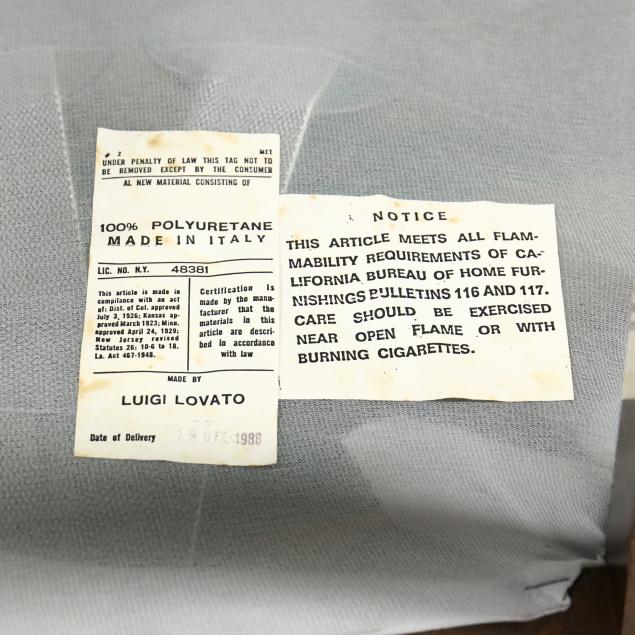 # 2 MET
UNDER PENALTY OF LAW THIS TAG NOT TO
BE REMOVED EXCEPT BY THE CONSUMER
AL NEW MATERIAL CONSISTING OF
100% POLYURETANE
MADE IN ITALY
LIC. NO. N.Y. 48381
This article is made in
compliance with an act
of: Dist. of Col. approved
July 3, 1926; Kansas ap-
proved March 1923; Minn.
approved April 24, 1929;
New Jersey revised
Statutes 26: 10-6 to 18.
La. Act 467-1948.
Certification is
made by the manu-
facturer that the
materials in this
article are descri-
bed in accordance
with law
MADE BY
LUIGI LOVATO
Date of Delivery 19 OTT. 1988
NOTICE
THIS ARTICLE MEETS ALL FLAM-
MABILITY REQUIREMENTS OF CA-
LIFORNIA BUREAU OF HOME FUR-
NISHINGS BULLETINS 116 AND 117.
CARE SHOULD BE EXERCISED
NEAR OPEN FLAME OR WITH
BURNING CIGARETTES.